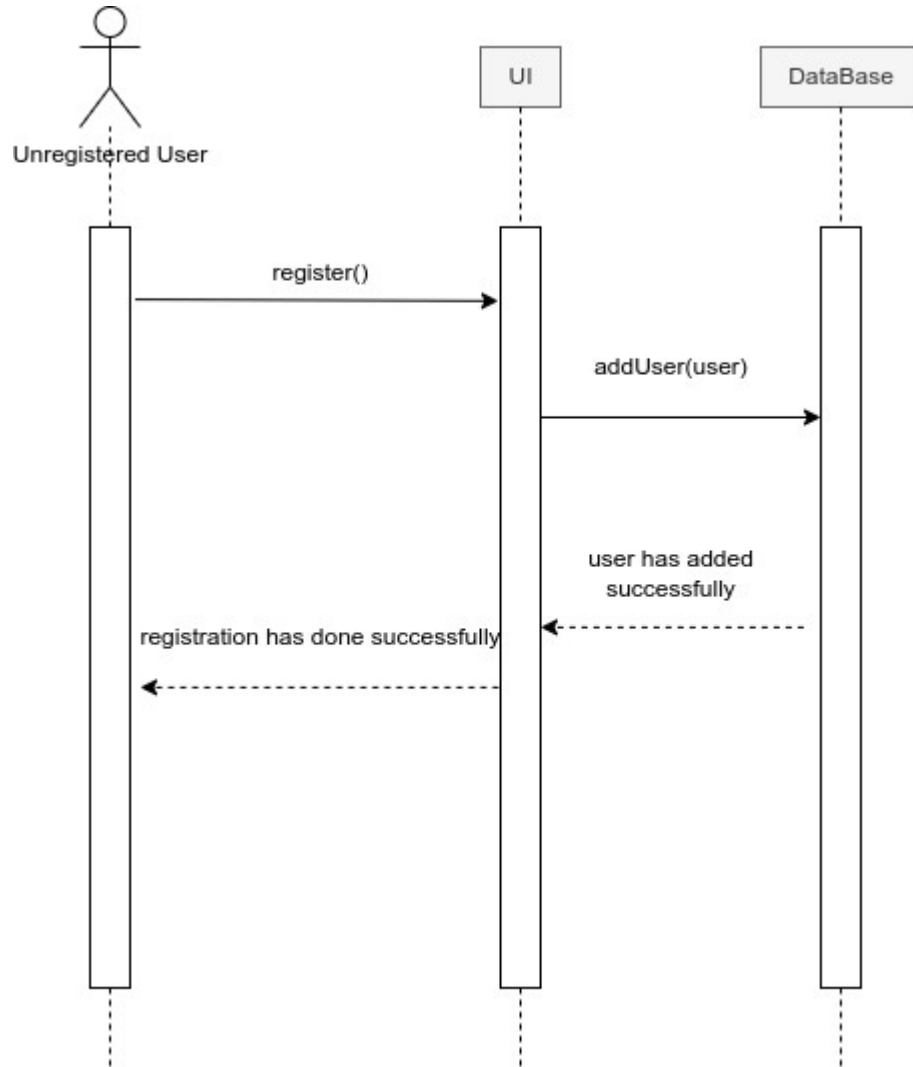 UI
DataBase
Unregistered User
register()
addUser(user)
user has added
successfully
registration has done successfully